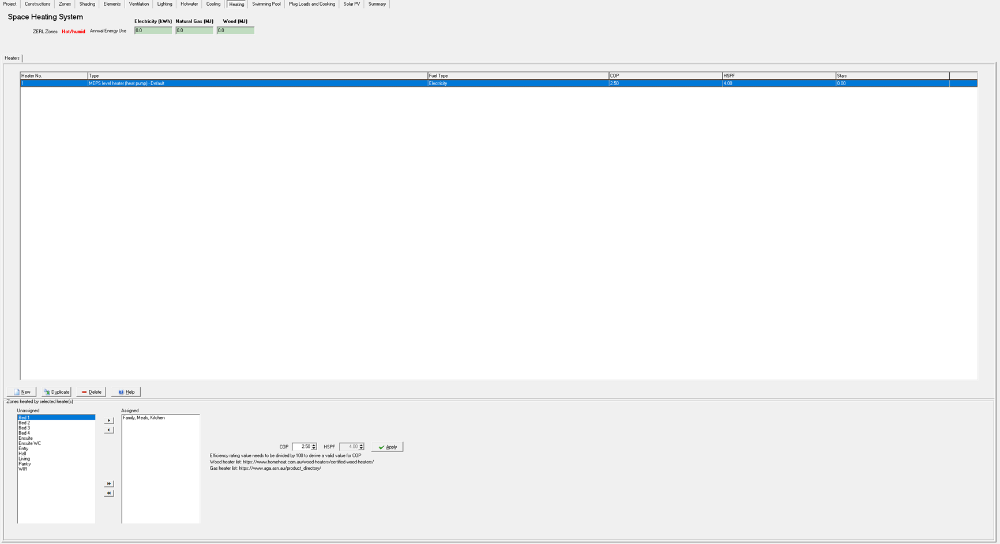 Project Constructions Zones Shading Elements Ventilation Lighting Hotwater Cooling Heating Swimming Pool Plug Loads and Cooking Solar PV Summary
Space Heating System
Electricity (kWh) Natural Gas (MJ) Wood (MJ)
ZERL Zones Hot/humid Annual Energy Use 0.0 0.0 0.0
Heaters
Heater No. Type Fuel Type COP HSPF Stars
1 MEPS level heater (heat pump) - Default Electricity 2.50 4.00 0.00
New Duplicate Delete Help
Zones heated by selected heater(s)
Unassigned Assigned
Bed 1 Family, Meals, Kitchen
Bed 2
Bed 3
Bed 4
Ensuite
Ensuite WC
Entry
Hall
Living
Pantry
WIR
COP 2.50 HSPF 4.00 Apply
Efficiency rating value needs to be divided by 100 to derive a valid value for COP
Wood heater list: https://www.homeheat.com.au/wood-heaters/certified-wood-heaters/
Gas heater list: https://www.aga.asn.au/product_directory/